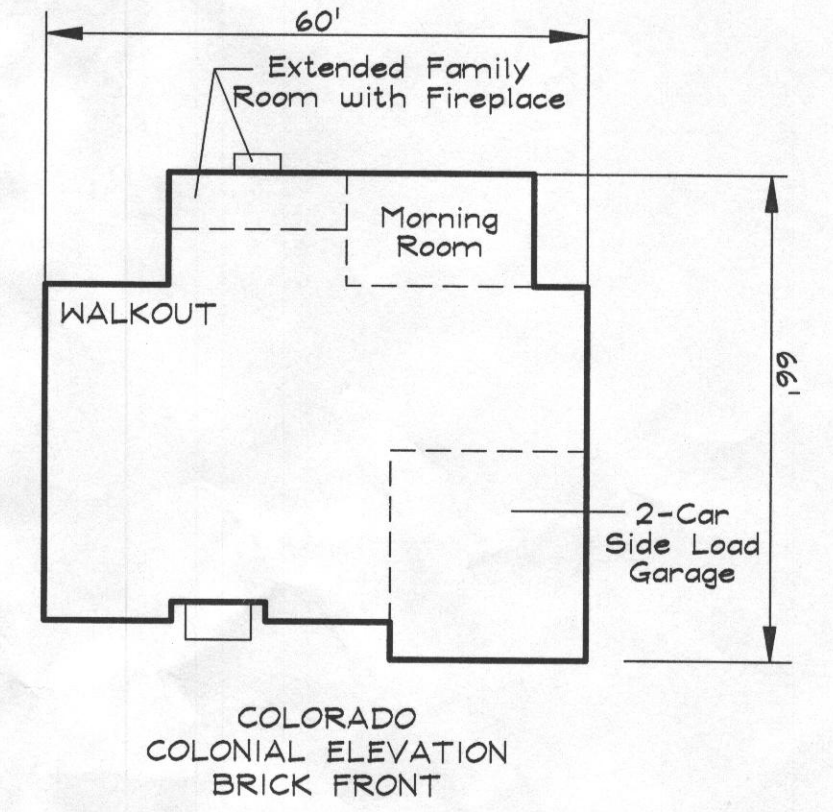 60'
Extended Family
Room with Fireplace
Morning
Room
WALKOUT
66'
2-Car
Side Load
Garage
COLORADO
COLONIAL ELEVATION
BRICK FRONT